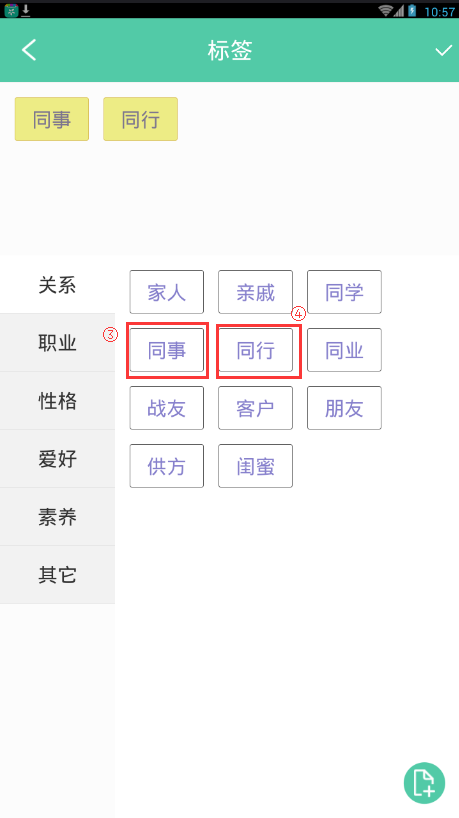 10:57
标签
同事 同行
关系 家人 亲戚 同学
④
职业 ③ 同事 同行 同业
性格 战友 客户 朋友
爱好 供方 闺蜜
素养
其它